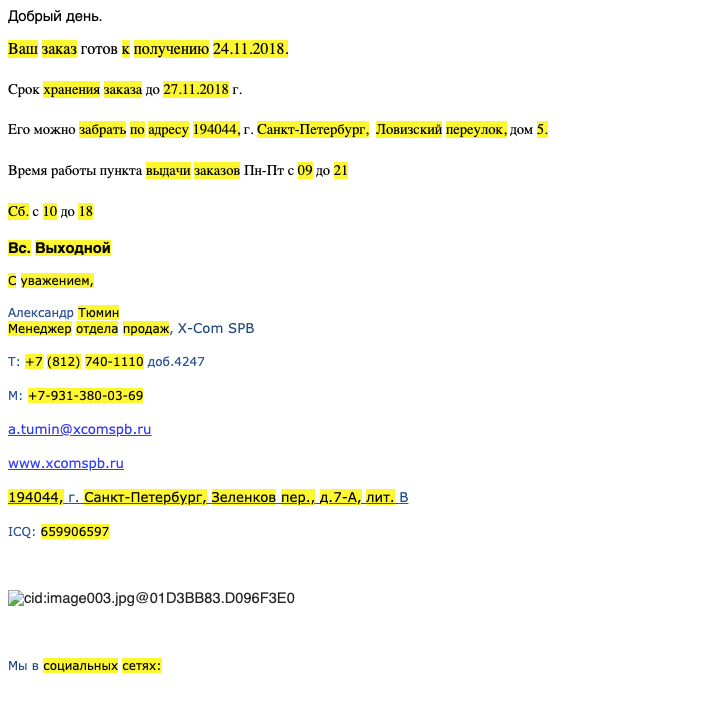 Добрый день.
Ваш заказ готов к получению 24.11.2018.
Срок хранения заказа до 27.11.2018 г.
Его можно забрать по адресу 194044, г. Санкт-Петербург, Ловизский переулок, дом 5.
Время работы пункта выдачи заказов Пн-Пт с 09 до 21
Сб. с 10 до 18
Вс. Выходной
С уважением,
Александр Тюмин
Менеджер отдела продаж, X-Com SPB
Т: +7 (812) 740-1110 доб.4247
М: +7-931-380-03-69
a.tumin@xcomspb.ru
www.xcomspb.ru
194044, г. Санкт-Петербург, Зеленков пер., д.7-А, лит. В
ICQ: 659906597
cid:image003.jpg@01D3BB83.D096F3E0
Мы в социальных сетях: